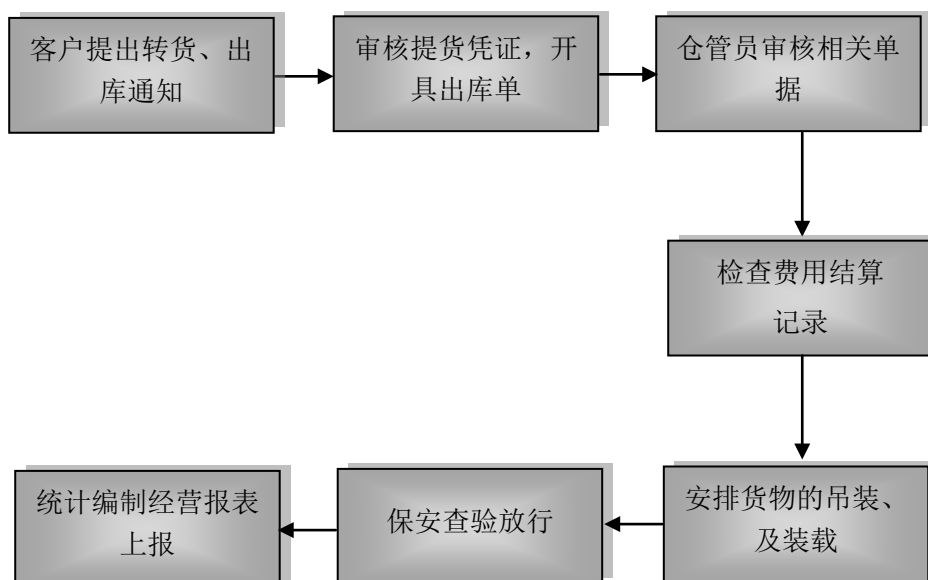 客户提出转货、出
库通知
审核提货凭证，开
具出库单
仓管员审核相关单
据
检查费用结算
记录
安排货物的吊装、
及装载
保安查验放行
统计编制经营报表
上报